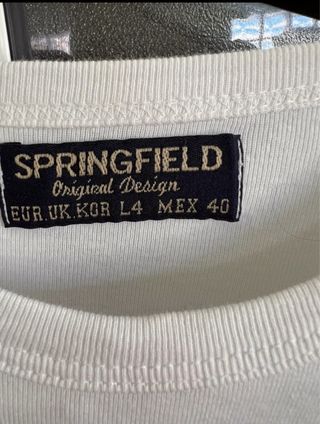 SPRINGFIELD
Original Design
EUR.UK.KOR L4 MEX 40